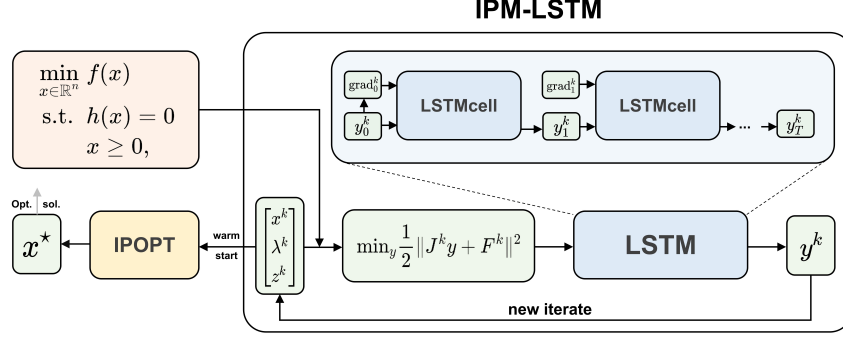 IPM-LSTM
min f(x)
x∈ℝⁿ
s.t. h(x) = 0
x ≥ 0,
grad₀ᵏ
LSTMcell
grad₁ᵏ
LSTMcell
y₀ᵏ
y₁ᵏ
...
y_Tᵏ
Opt. sol.
x⋆
IPOPT
warm
start
xᵏ
λᵏ
zᵏ
min_y 1/2 ‖Jᵏy + Fᵏ‖²
LSTM
yᵏ
new iterate